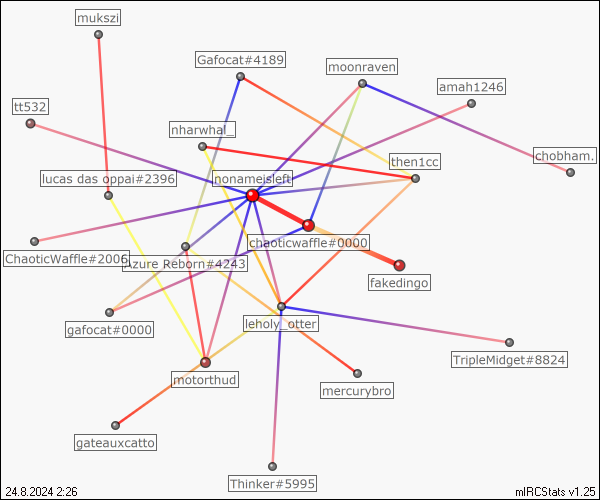 mukszi
Gafocat#4189
moonraven
amah1246
tt532
nharwhal_
chobham.
then1cc
lucas das oppai#2396
nonameisleft
chaoticwaffle#0000
ChaoticWaffle#2006
Azure Reborn#4243
fakedingo
gafocat#0000
leholy_otter
TripleMidget#8824
motorthud
mercurybro
gateauxcatto
Thinker#5995
24.8.2024 2:26
mIRCStats v1.25